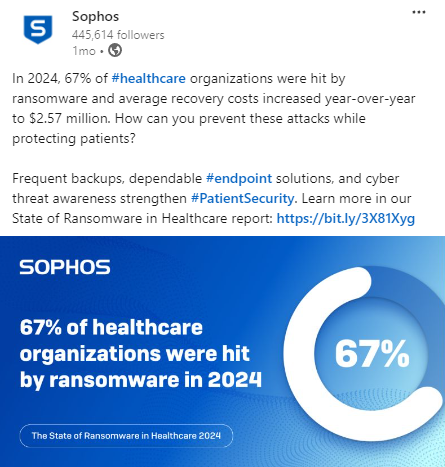 Sophos
445,614 followers
1mo •
In 2024, 67% of #healthcare organizations were hit by
ransomware and average recovery costs increased year-over-year
to $2.57 million. How can you prevent these attacks while
protecting patients?
Frequent backups, dependable #endpoint solutions, and cyber
threat awareness strengthen #PatientSecurity. Learn more in our
State of Ransomware in Healthcare report: https://bit.ly/3X81Xyg
SOPHOS
67% of healthcare
organizations were hit
by ransomware in 2024
67%
The State of Ransomware in Healthcare 2024